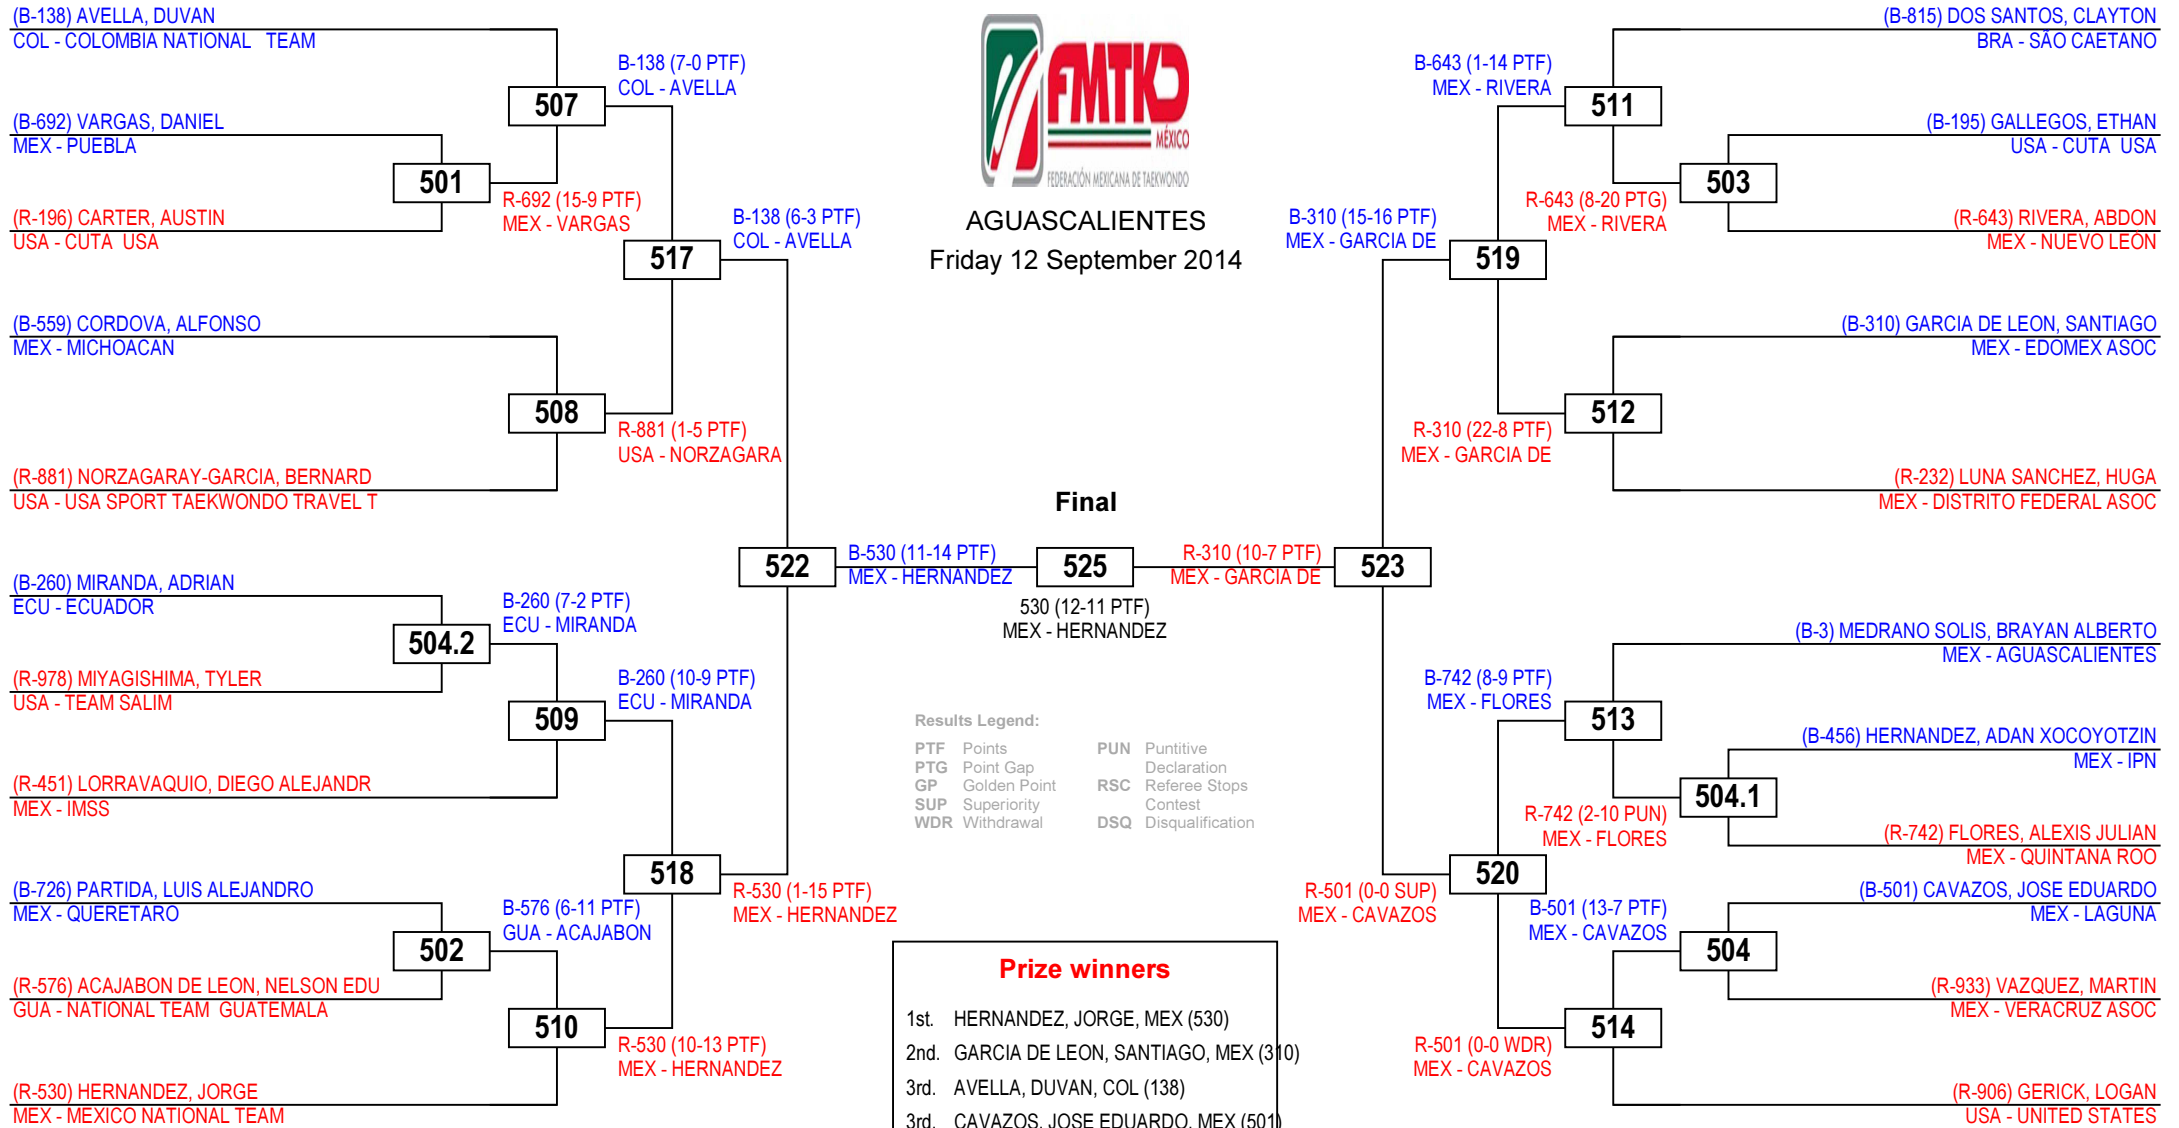 (B-138) AVELLA, DUVAN
COL - COLOMBIA NATIONAL TEAM
(B-692) VARGAS, DANIEL
MEX - PUEBLA
(R-196) CARTER, AUSTIN
USA - CUTA USA
(B-559) CORDOVA, ALFONSO
MEX - MICHOACAN
(R-881) NORZAGARAY-GARCIA, BERNARD
USA - USA SPORT TAEKWONDO TRAVEL T
(B-260) MIRANDA, ADRIAN
ECU - ECUADOR
(R-978) MIYAGISHIMA, TYLER
USA - TEAM SALIM
(R-451) LORRAVAQUIO, DIEGO ALEJANDR
MEX - IMSS
(B-726) PARTIDA, LUIS ALEJANDRO
MEX - QUERETARO
(R-576) ACAJABON DE LEON, NELSON EDU
GUA - NATIONAL TEAM GUATEMALA
(R-530) HERNANDEZ, JORGE
MEX - MEXICO NATIONAL TEAM
501
504.2
502
R-692 (15-9 PTF)
MEX - VARGAS
B-260 (7-2 PTF)
ECU - MIRANDA
B-576 (6-11 PTF)
GUA - ACAJABON
507
508
509
510
B-138 (7-0 PTF)
COL - AVELLA
R-881 (1-5 PTF)
USA - NORZAGARA
B-260 (10-9 PTF)
ECU - MIRANDA
R-530 (10-13 PTF)
MEX - HERNANDEZ
517
518
B-138 (6-3 PTF)
COL - AVELLA
R-530 (1-15 PTF)
MEX - HERNANDEZ
522
B-530 (11-14 PTF)
MEX - HERNANDEZ
FMTKD
MÉXICO
FEDERACIÓN MEXICANA DE TAEKWONDO
AGUASCALIENTES
Friday 12 September 2014
Final
525
530 (12-11 PTF)
MEX - HERNANDEZ
Results Legend:
PTF Points
PTG Point Gap
GP Golden Point
SUP Superiority
WDR Withdrawal
PUN Puntitive
Declaration
RSC Referee Stops
Contest
DSQ Disqualification
Prize winners
1st. HERNANDEZ, JORGE, MEX (530)
2nd. GARCIA DE LEON, SANTIAGO, MEX (310)
3rd. AVELLA, DUVAN, COL (138)
3rd. CAVAZOS, JOSE EDUARDO, MEX (501)
R-310 (10-7 PTF)
MEX - GARCIA DE
523
B-310 (15-16 PTF)
MEX - GARCIA DE
R-501 (0-0 SUP)
MEX - CAVAZOS
519
520
B-643 (1-14 PTF)
MEX - RIVERA
R-310 (22-8 PTF)
MEX - GARCIA DE
B-742 (8-9 PTF)
MEX - FLORES
R-501 (0-0 WDR)
MEX - CAVAZOS
511
512
513
514
R-643 (8-20 PTG)
MEX - RIVERA
R-742 (2-10 PUN)
MEX - FLORES
B-501 (13-7 PTF)
MEX - CAVAZOS
503
504.1
504
(B-815) DOS SANTOS, CLAYTON
BRA - SÃO CAETANO
(B-195) GALLEGOS, ETHAN
USA - CUTA USA
(R-643) RIVERA, ABDON
MEX - NUEVO LEÓN
(B-310) GARCIA DE LEON, SANTIAGO
MEX - EDOMEX ASOC
(R-232) LUNA SANCHEZ, HUGA
MEX - DISTRITO FEDERAL ASOC
(B-3) MEDRANO SOLIS, BRAYAN ALBERTO
MEX - AGUASCALIENTES
(B-456) HERNANDEZ, ADAN XOCOYOTZIN
MEX - IPN
(R-742) FLORES, ALEXIS JULIAN
MEX - QUINTANA ROO
(B-501) CAVAZOS, JOSE EDUARDO
MEX - LAGUNA
(R-933) VAZQUEZ, MARTIN
MEX - VERACRUZ ASOC
(R-906) GERICK, LOGAN
USA - UNITED STATES